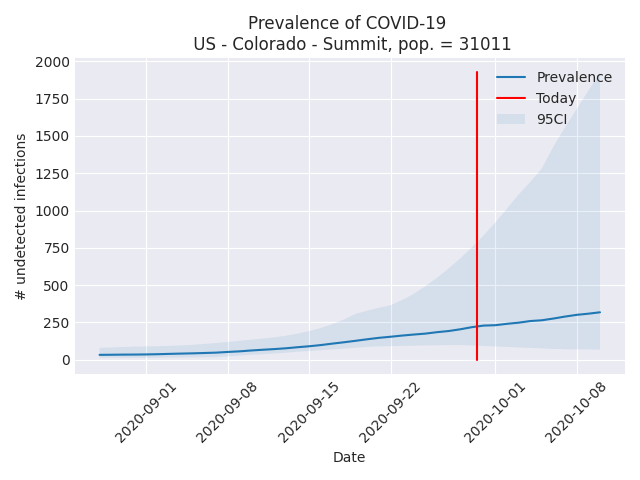 Prevalence of COVID-19
US - Colorado - Summit, pop. = 31011
2000
1750
1500
1250
1000
750
500
250
0
# undetected infections
Prevalence
Today
95CI
2020-09-01
2020-09-08
2020-09-15
2020-09-22
2020-10-01
2020-10-08
Date